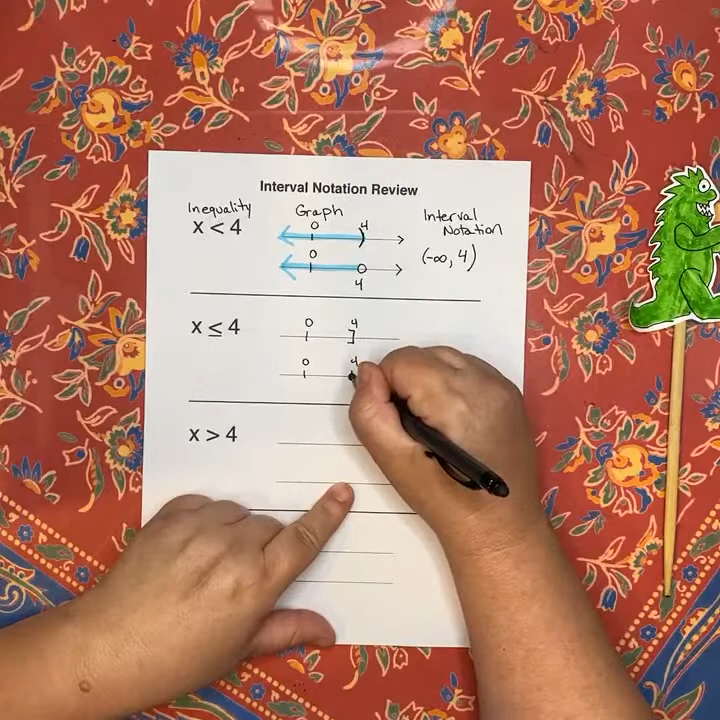 Interval Notation Review
Inequality Graph Interval Notation
x < 4
0 4 )
(-∞, 4)
0
4
x ≤ 4
0 4 ]
0 4
x > 4